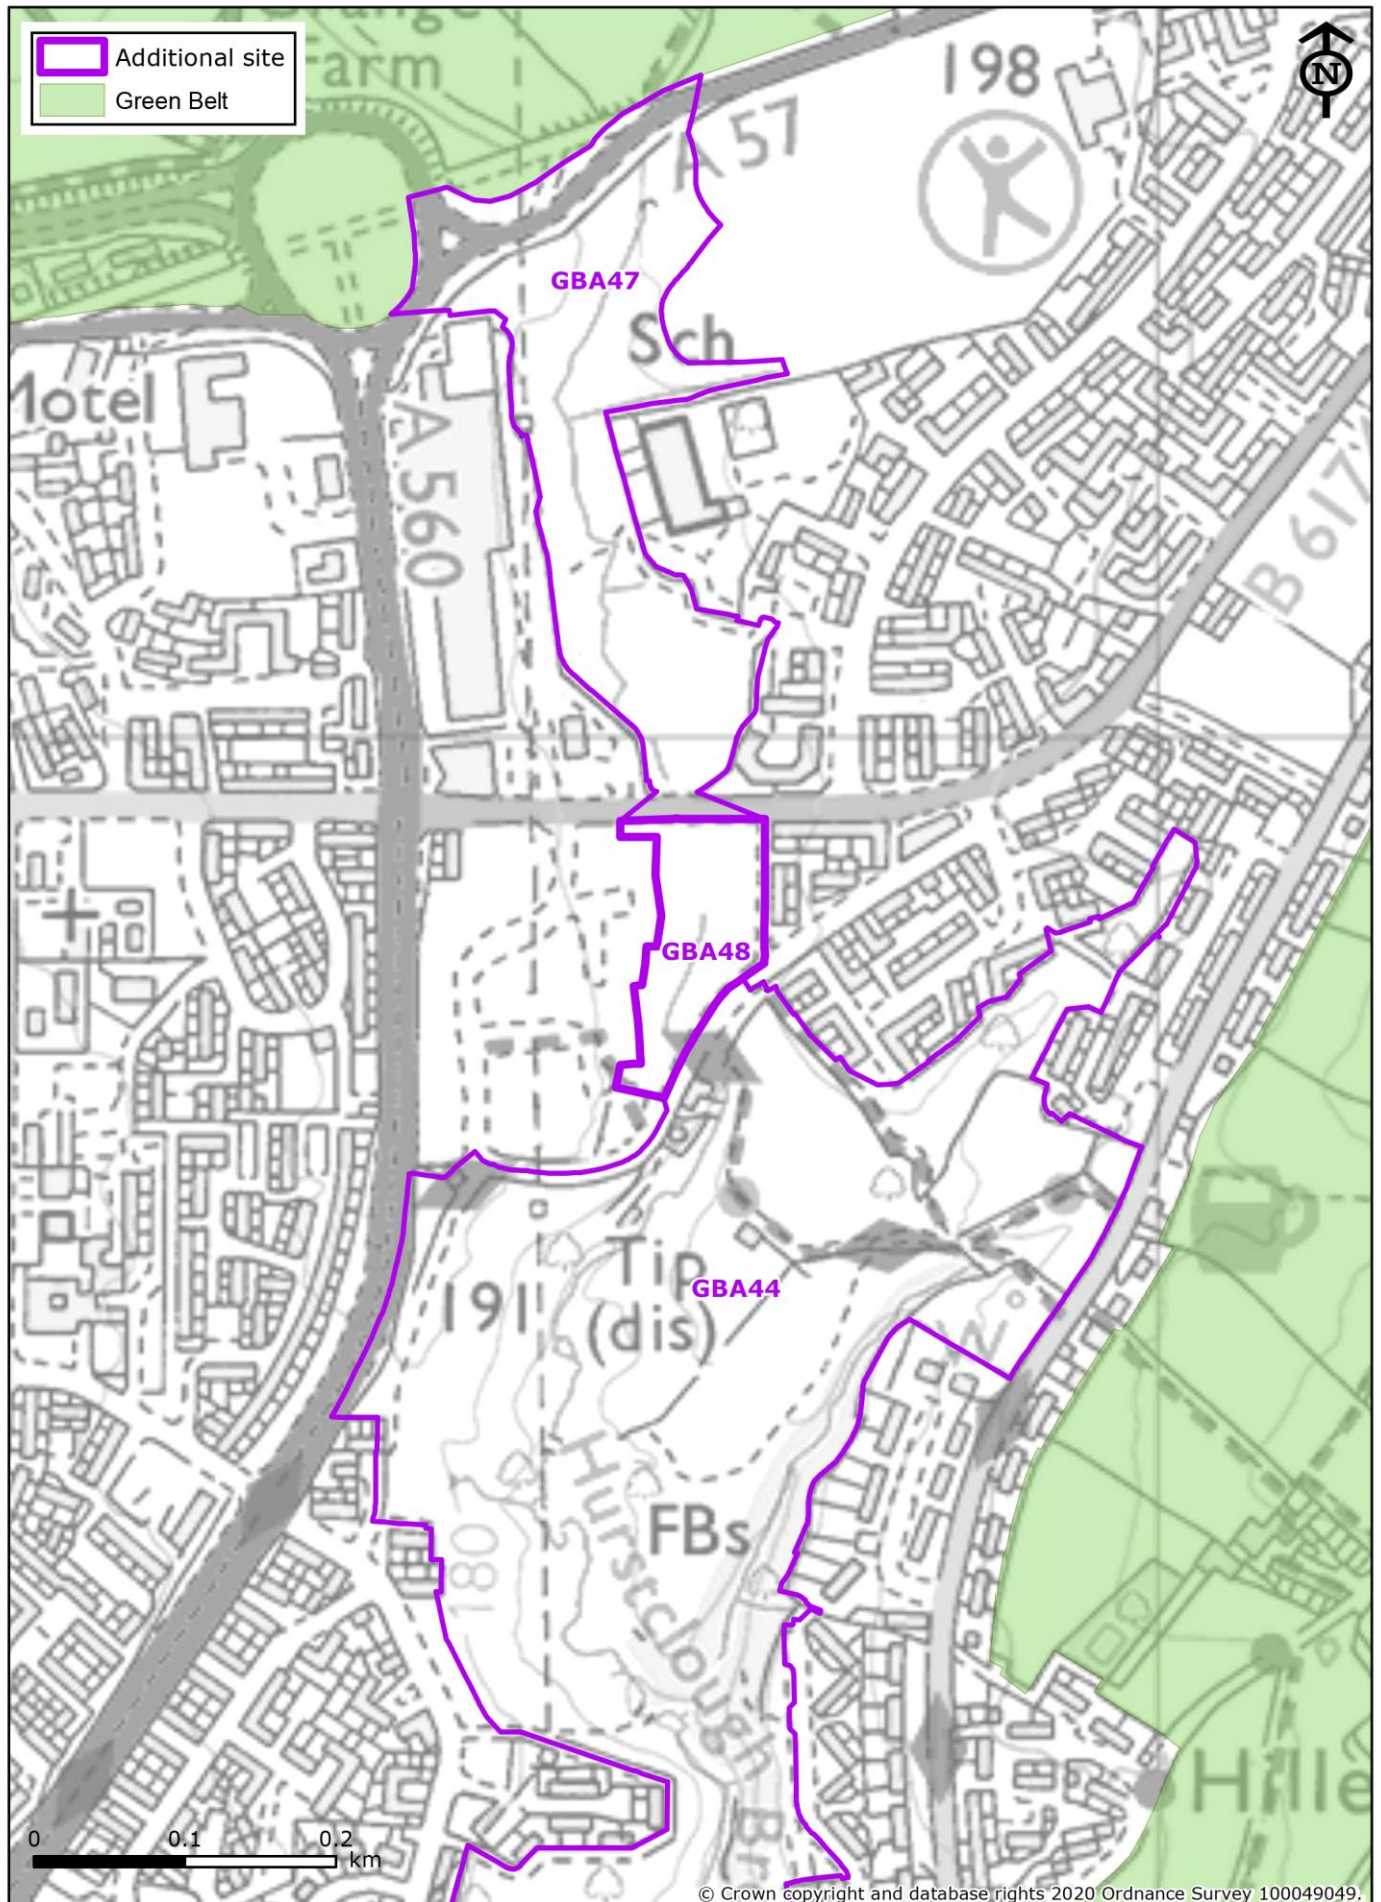 Additional site
Green Belt
Farm
N
198
A 57
GBA47
Sch
Motel
A 560
B 617
GBA48
Tip
(dis)
GBA44
191
FBs
180
Hurstclough
Hille
0 0.1 0.2
km
© Crown copyright and database rights 2020 Ordnance Survey 100049049.